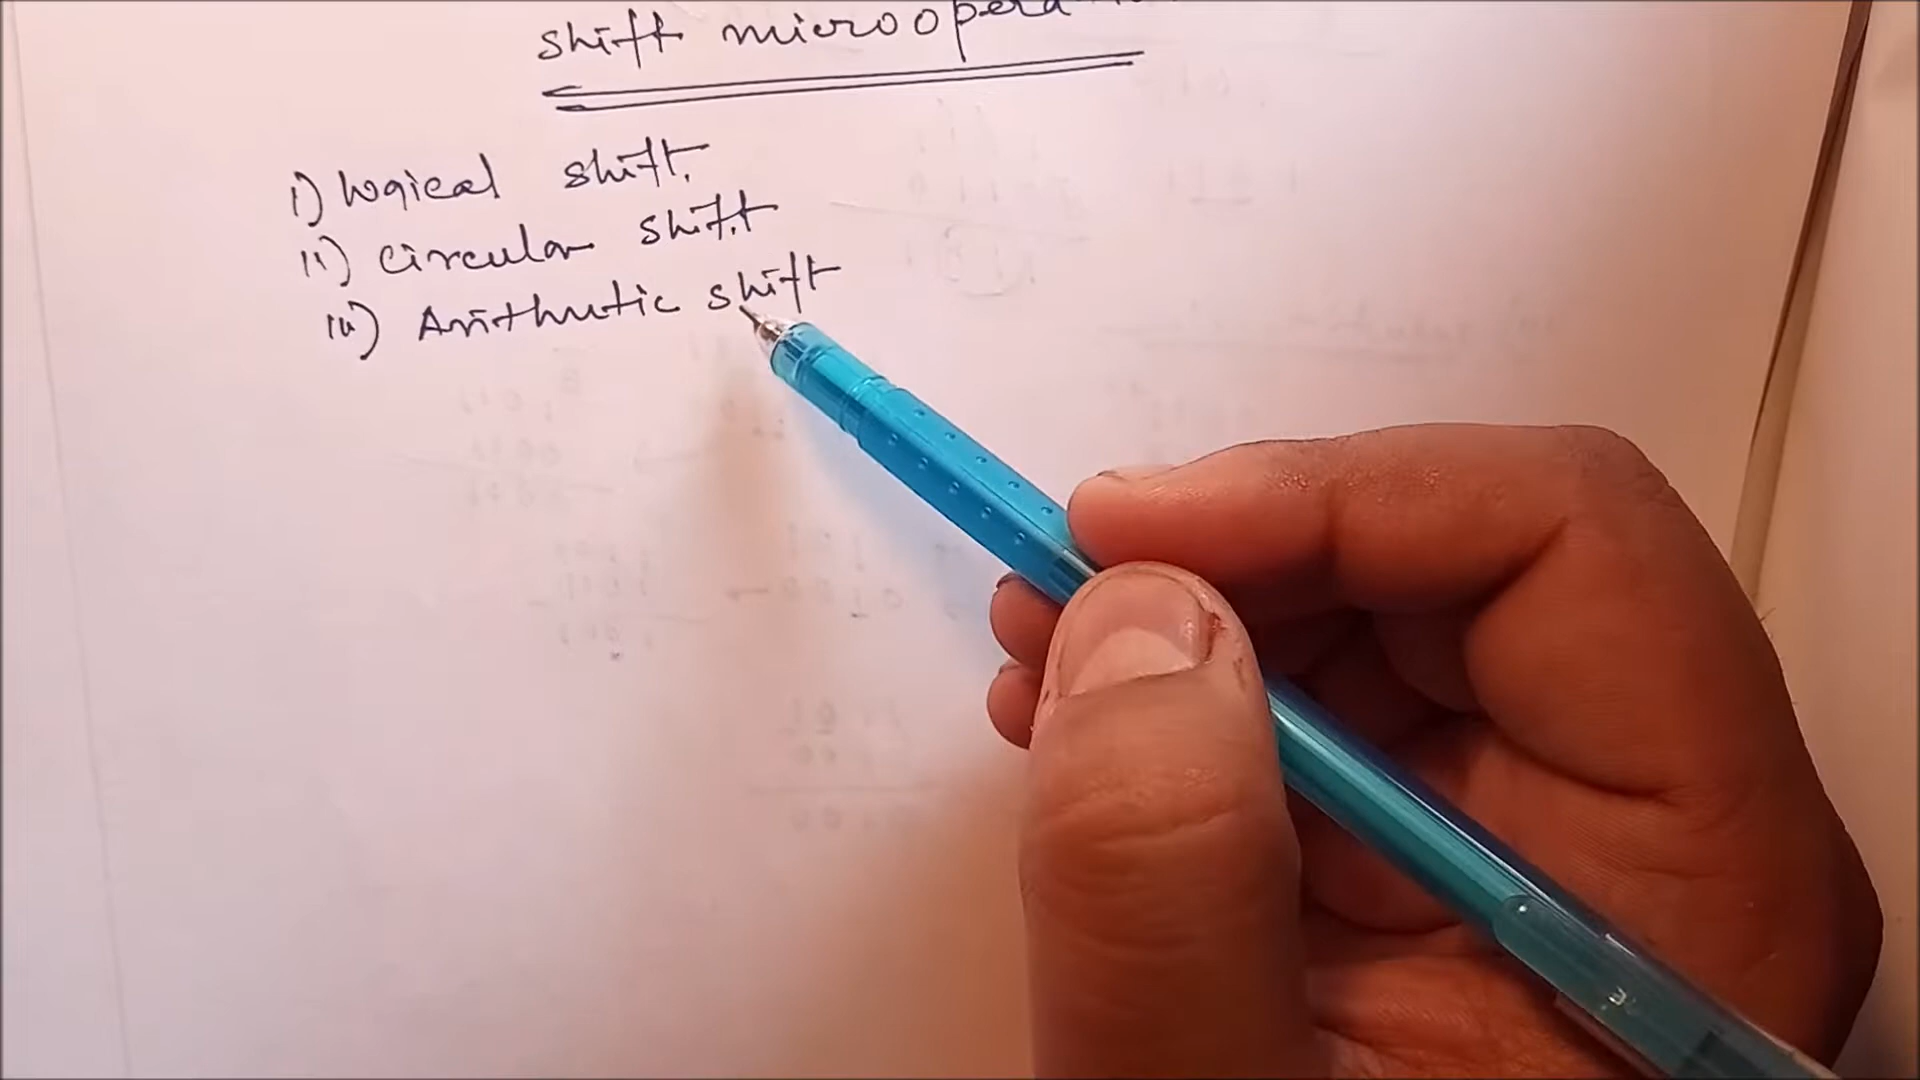 shift microopera
i) Logical shift.
ii) circular shift
iii) Arithmetic shift